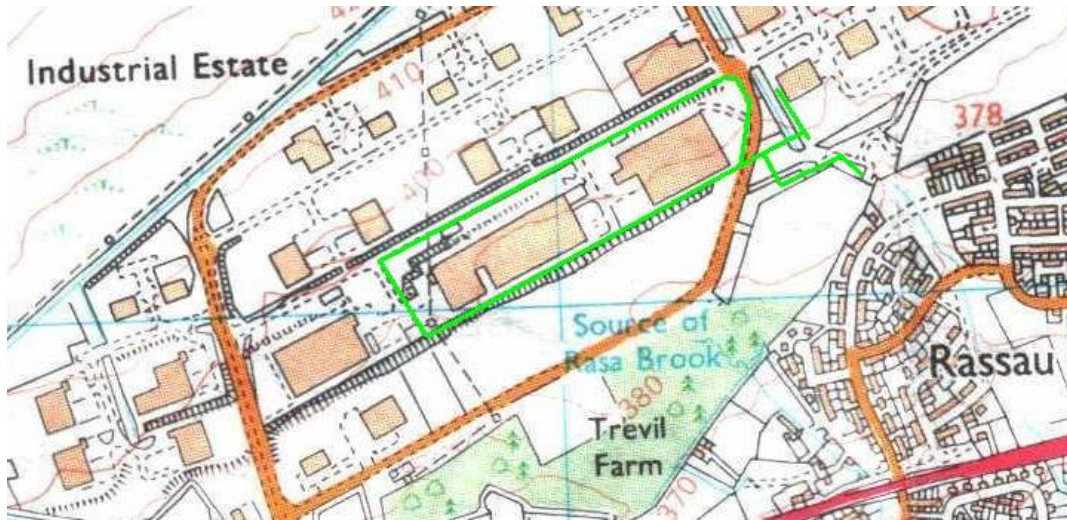 Industrial Estate
410
400
378
Source of
Rasa Brook
Rassau
380
Trevil
Farm
370